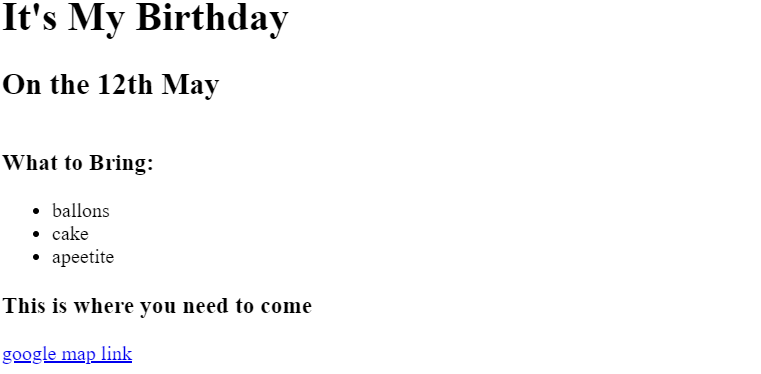 It's My Birthday
On the 12th May
What to Bring:
ballons
cake
apeetite
This is where you need to come
google map link